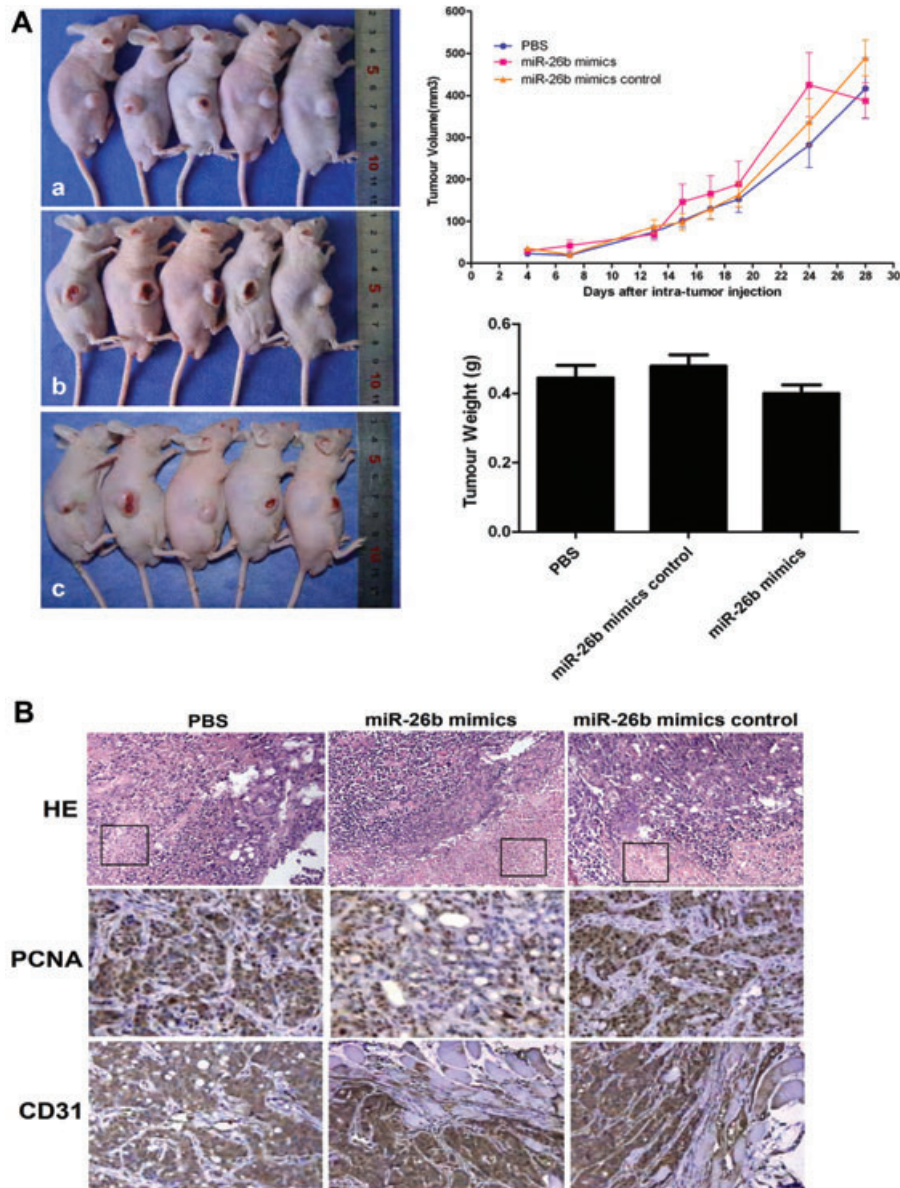 A
a
b
c
PBS
miR-26b mimics
miR-26b mimics control
Tumour Volume(mm3)
600
500
400
300
200
100
0
0 2 4 6 8 10 12 14 16 18 20 22 24 26 28 30
Days after intra-tumor injection
Tumour Weight (g)
0.6
0.4
0.2
0.0
PBS
miR-26b mimics control
miR-26b mimics
B
PBS miR-26b mimics miR-26b mimics control
HE
PCNA
CD31